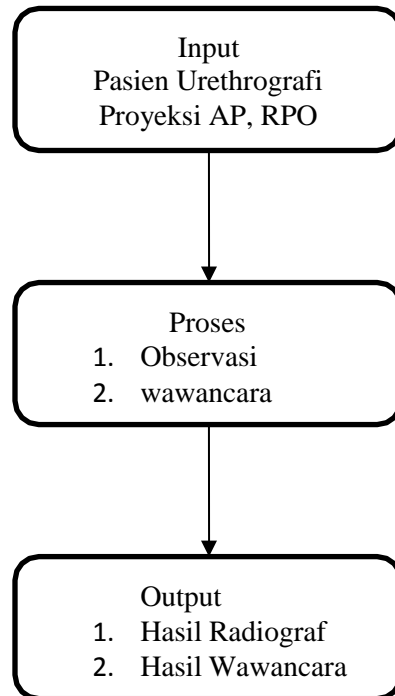 Input
Pasien Urethrografi
Proyeksi AP, RPO
Proses
1. Observasi
2. wawancara
Output
1. Hasil Radiograf
2. Hasil Wawancara